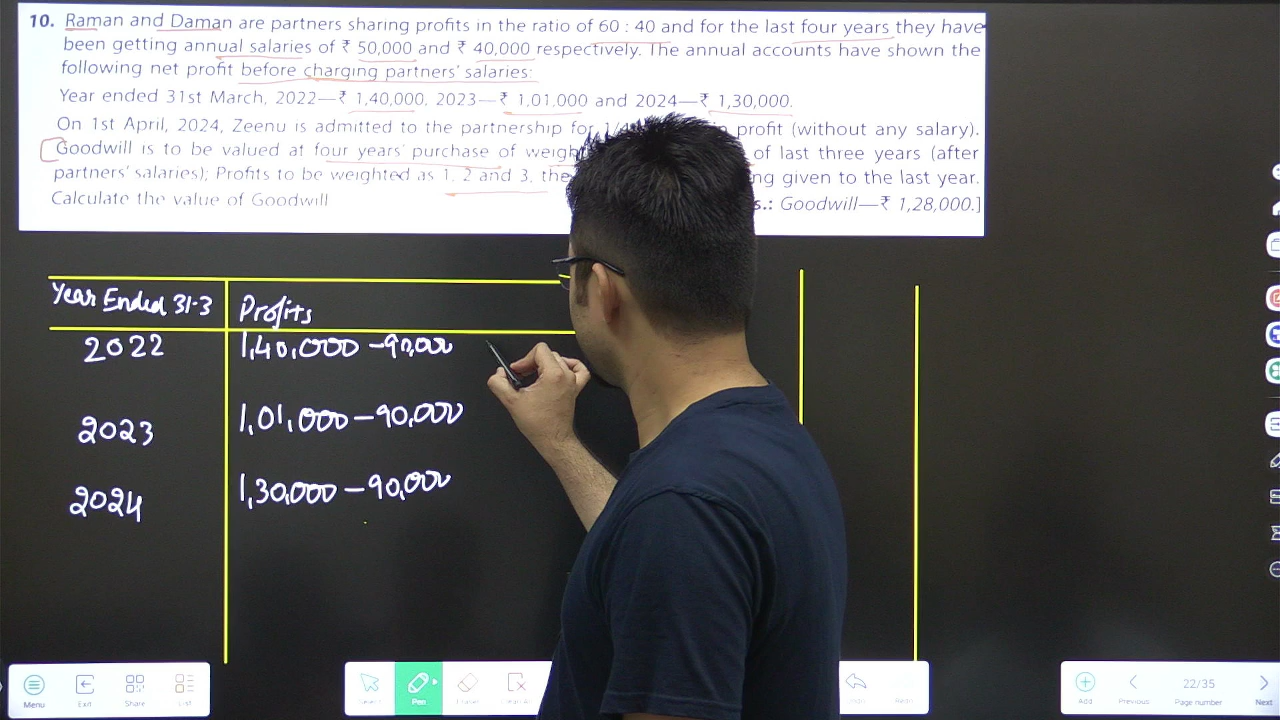 10. Raman and Daman are partners sharing profits in the ratio of 60 : 40 and for the last four years they have
been getting annual salaries of ₹ 50,000 and ₹ 40,000 respectively. The annual accounts have shown the
following net profit before charging partners' salaries:
Year ended 31st March, 2022—₹ 1,40,000, 2023—₹ 1,01,000 and 2024—₹ 1,30,000.
On 1st April, 2024, Zeenu is admitted to the partnership for profit (without any salary).
Goodwill is to be valued at four years' purchase of of last three years (after
partners' salaries); Profits to be weighted as 1, 2 and 3, given to the last year.
Calculate the value of Goodwill Goodwill—₹ 1,28,000.]
Year Ended 31-3 Profits
2022 1,40,000 -90,000
2023 1,01,000 - 90,000
2024 1,30,000 - 90,000
Menu Exit Share List Pen 22/35 Page number Add Previous Next